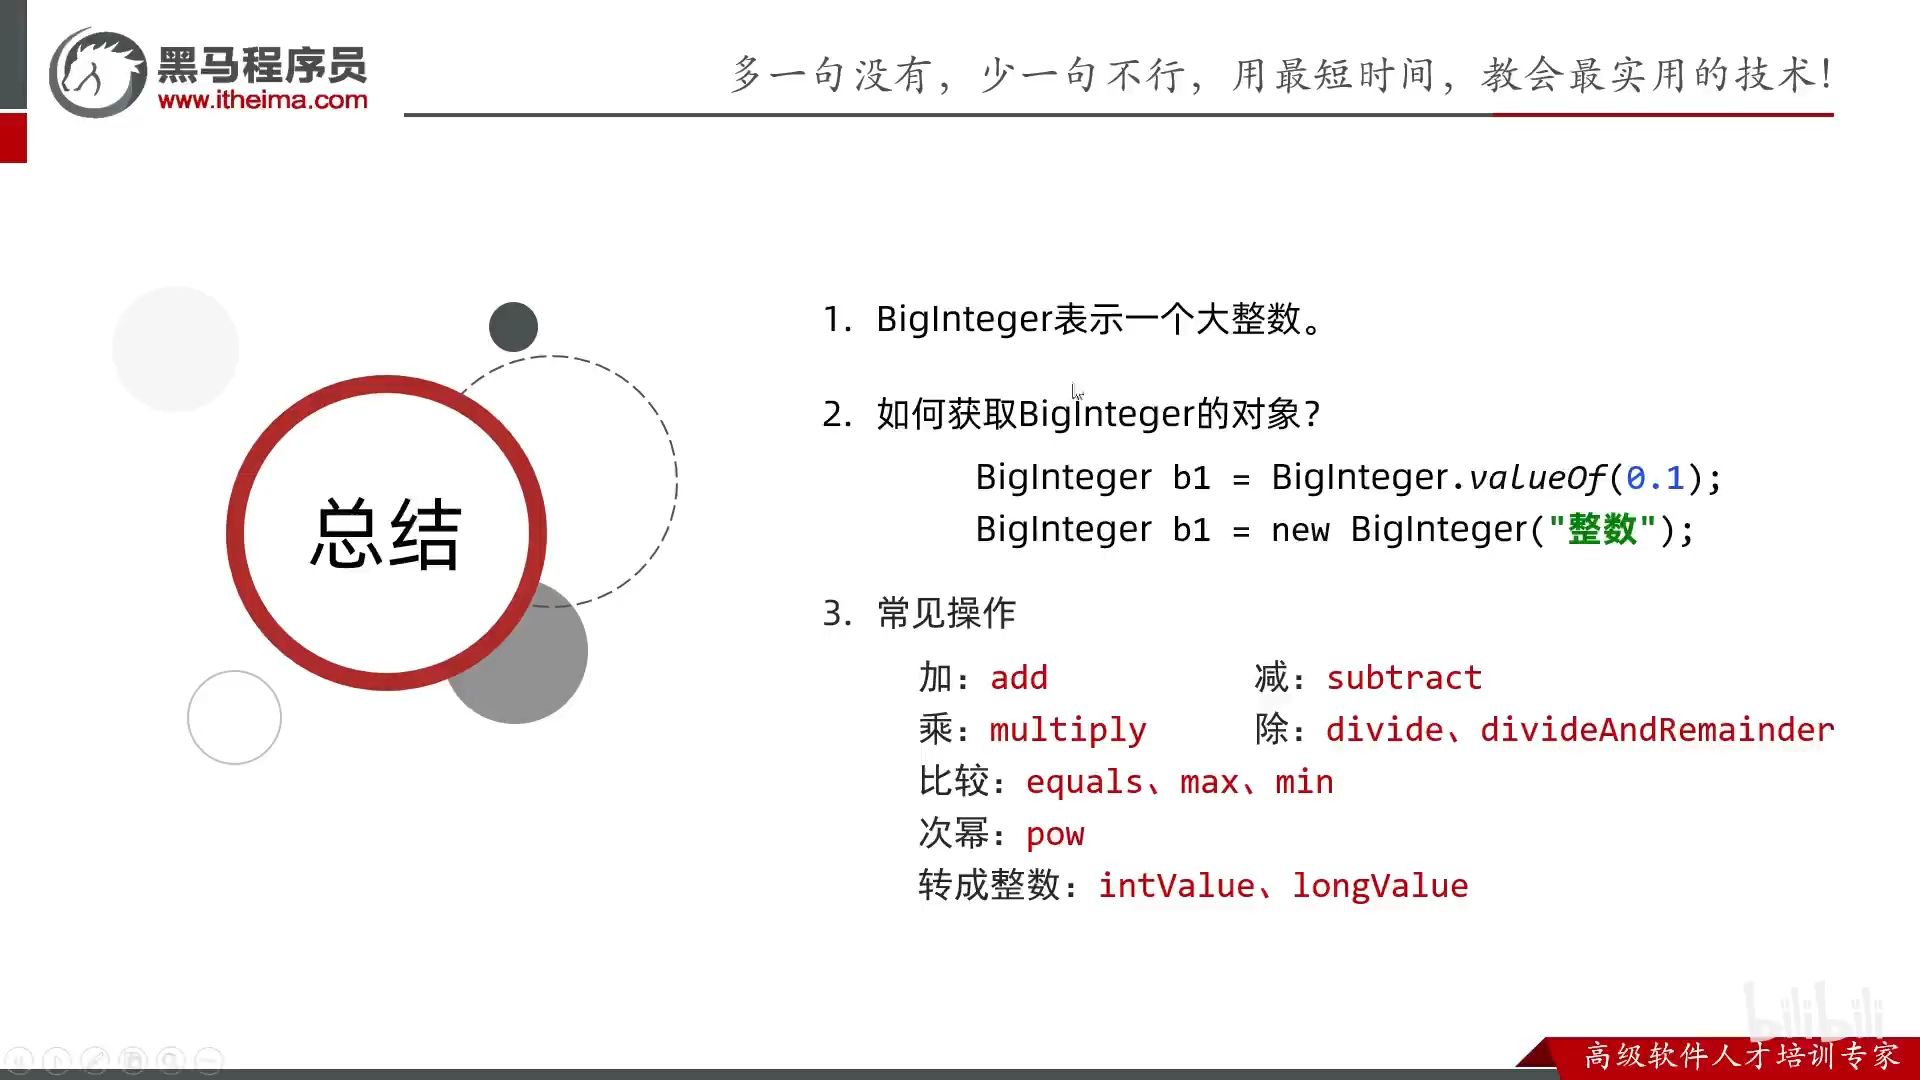 黑马程序员
www.itheima.com
多一句没有，少一句不行，用最短时间，教会最实用的技术！
总结
1. BigInteger表示一个大整数。
2. 如何获取BigInteger的对象？
BigInteger b1 = BigInteger.valueOf(0.1);
BigInteger b1 = new BigInteger("整数");
3. 常见操作
加：add 减：subtract
乘：multiply 除：divide、divideAndRemainder
比较：equals、max、min
次幂：pow
转成整数：intValue、longValue
bilibili
高级软件人才培训专家